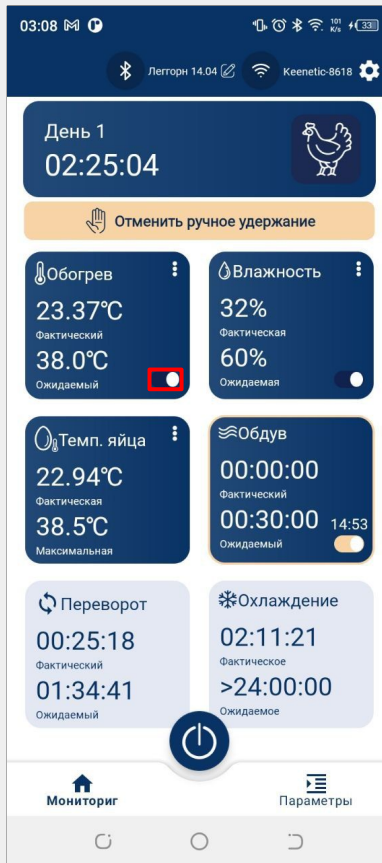 03:08
101 K/s 33
Леггорн 14.04 Keenetic-8618
День 1
02:25:04
Отменить ручное удержание
Обогрев
23.37℃
Фактический
38.0℃
Ожидаемый
Влажность
32%
Фактическая
60%
Ожидаемая
Темп. яйца
22.94℃
Фактическая
38.5℃
Максимальная
Обдув
00:00:00
Фактический
00:30:00 14:53
Ожидаемый
Переворот
00:25:18
Фактический
01:34:41
Ожидаемый
Охлаждение
02:11:21
Фактическое
>24:00:00
Ожидаемое
Мониториг
Параметры